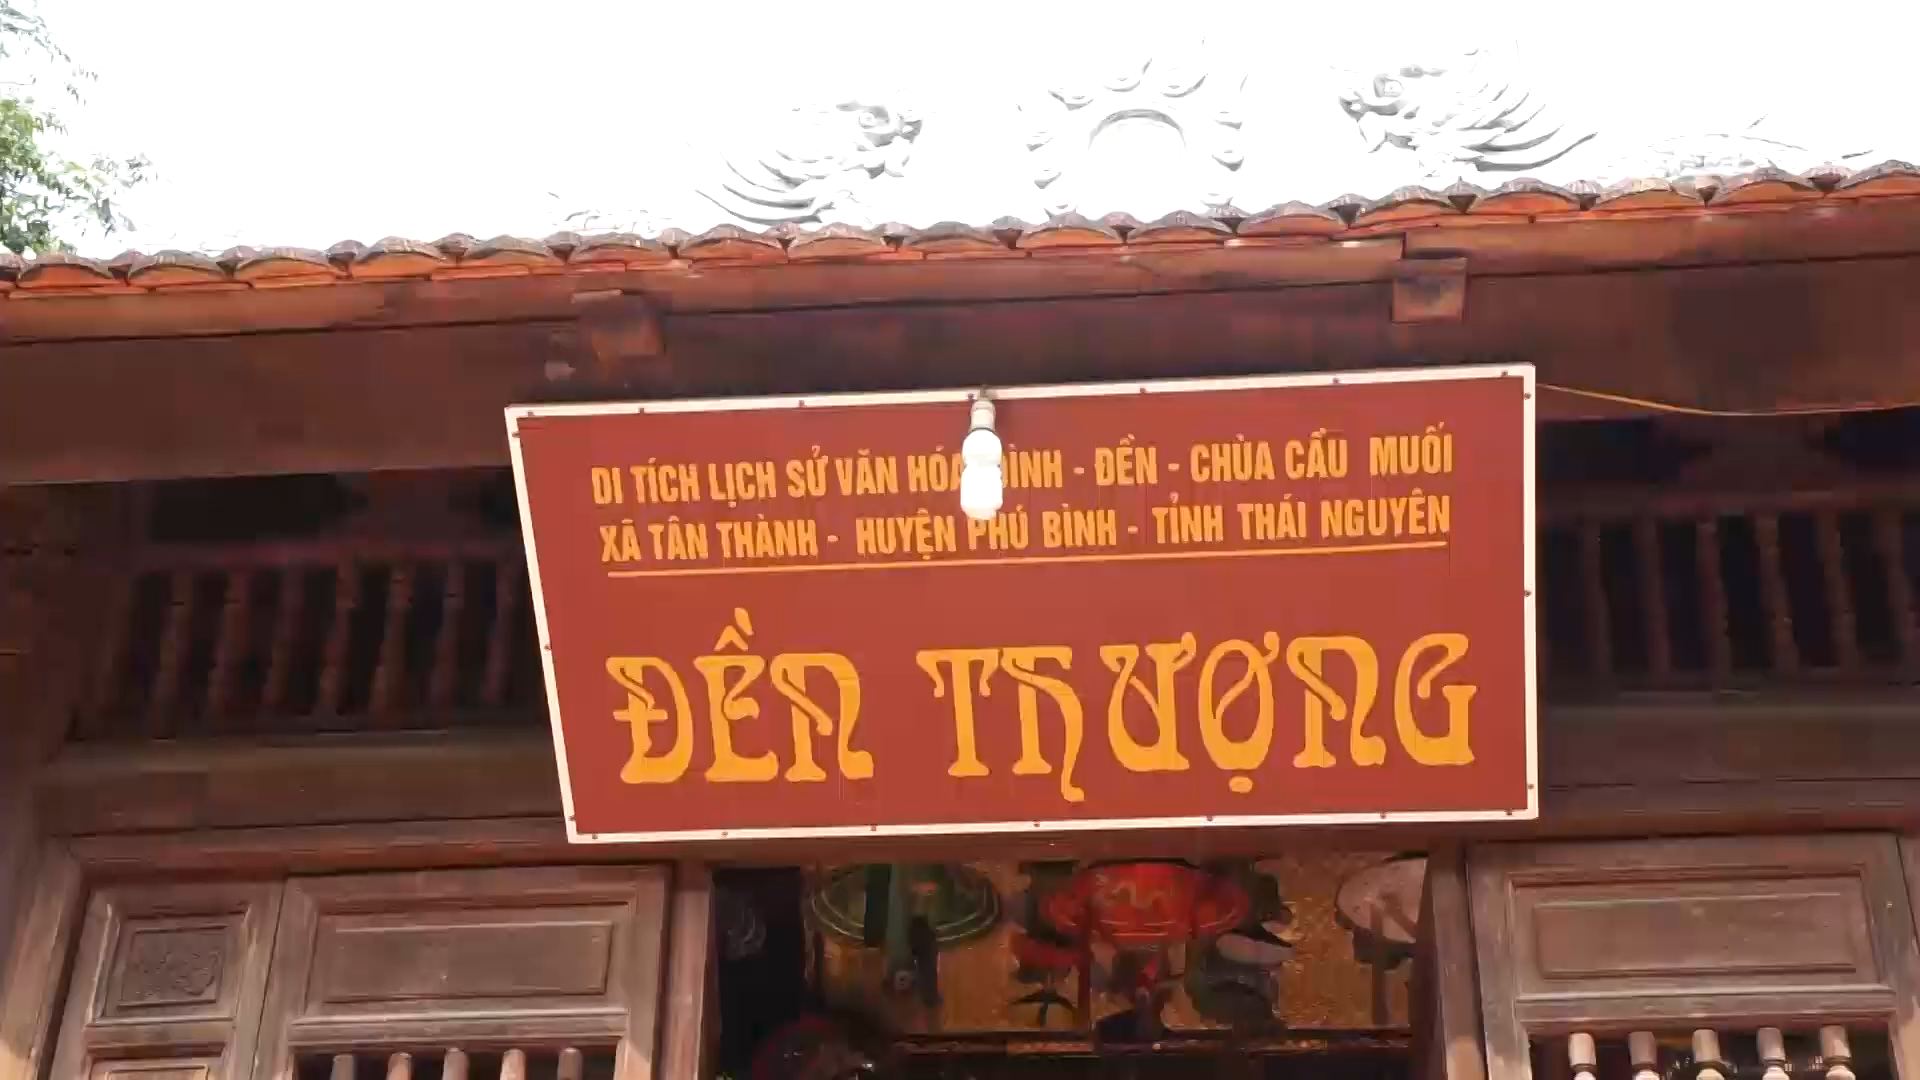 DI TÍCH LỊCH SỬ VĂN HÓA ĐÌNH - ĐỀN - CHÙA CẦU MUỐI
XÃ TÂN THÀNH - HUYỆN PHÚ BÌNH - TỈNH THÁI NGUYÊN
ĐỀN THƯỢNG